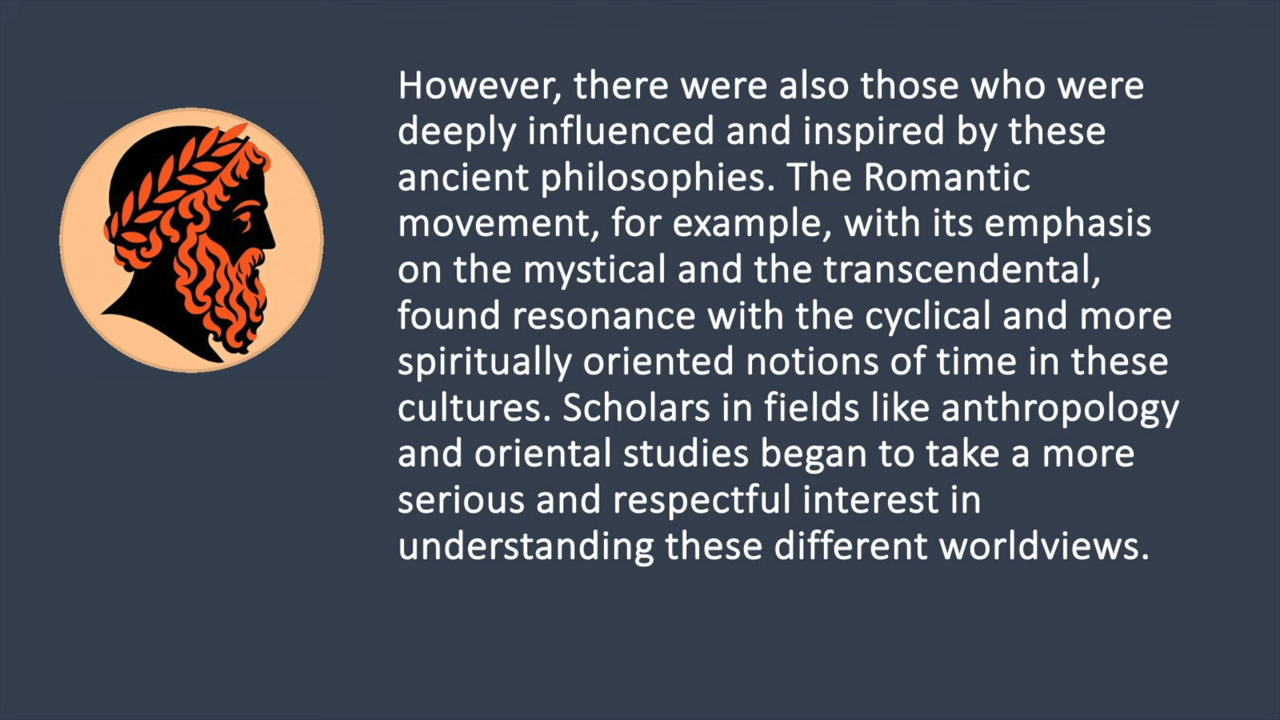 However, there were also those who were
deeply influenced and inspired by these
ancient philosophies. The Romantic
movement, for example, with its emphasis
on the mystical and the transcendental,
found resonance with the cyclical and more
spiritually oriented notions of time in these
cultures. Scholars in fields like anthropology
and oriental studies began to take a more
serious and respectful interest in
understanding these different worldviews.